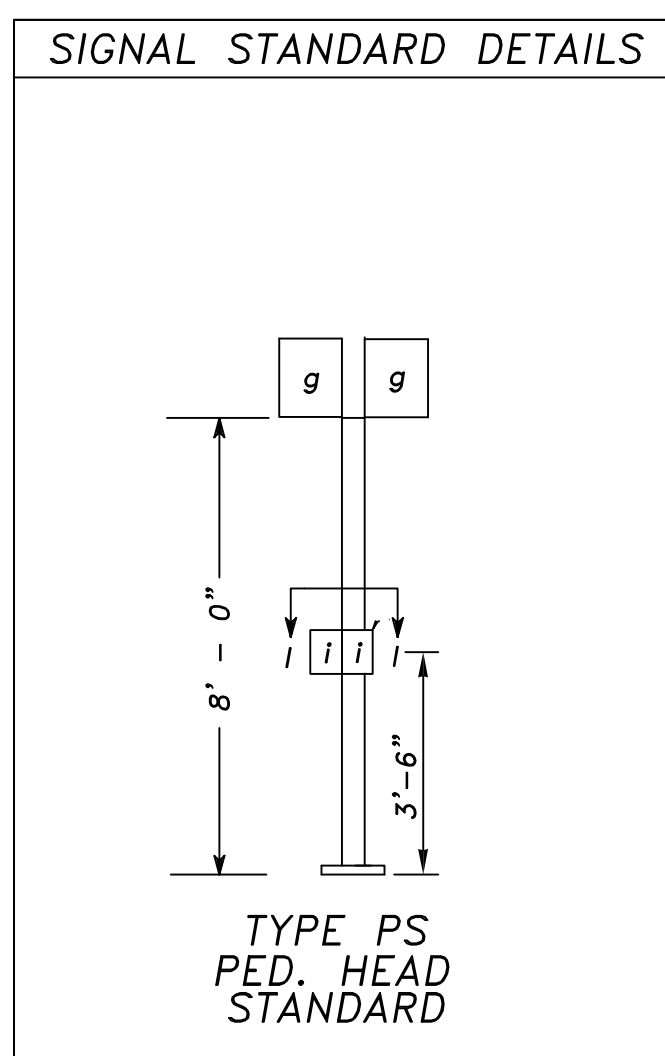 SIGNAL STANDARD DETAILS
g g
8' - 0"
I i i I
3'-6"
TYPE PS
PED. HEAD
STANDARD